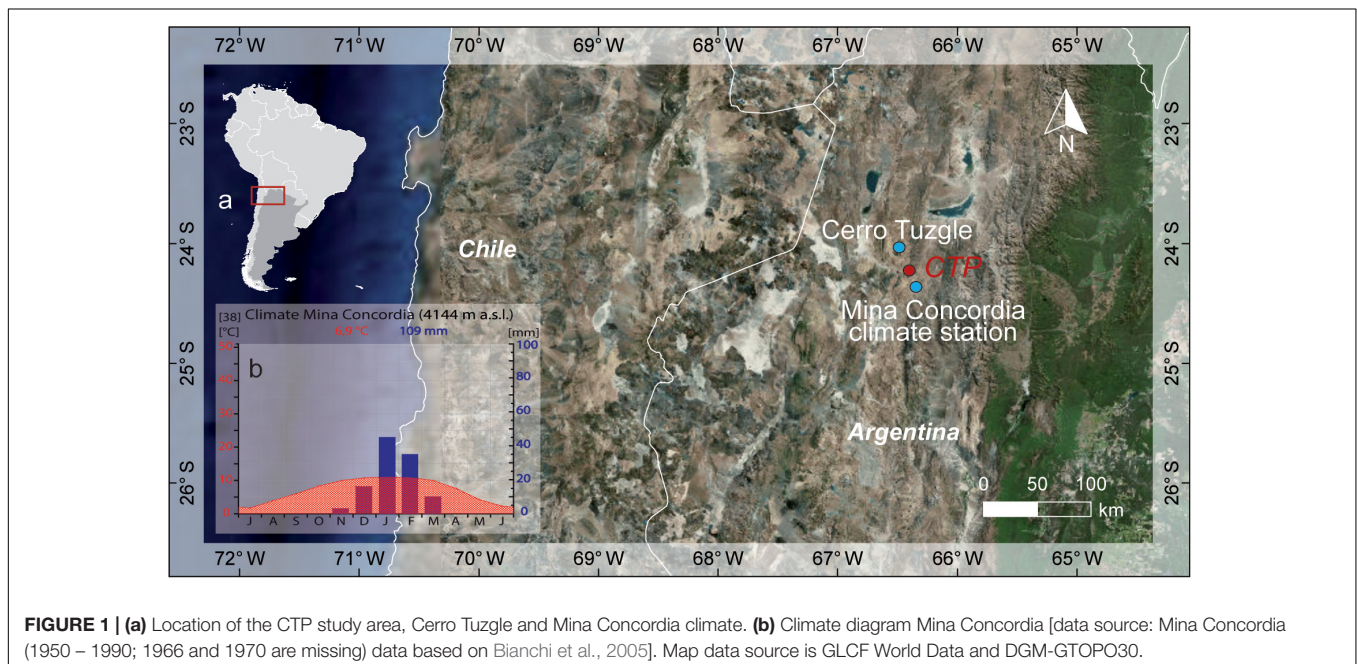 72° W 71° W 70° W 69° W 68° W 67° W 66° W 65° W
23° S
24° S
25° S
26° S
a
N
Chile
Cerro Tuzgle
CTP
Mina Concordia
climate station
Argentina
0 50 100
km
[38] Climate Mina Concordia (4144 m a.s.l.)
[°C] 6.9 °C 109 mm [mm]
b
50
40
30
20
10
0
100
80
60
40
20
0
J A S O N D J F M A M J
23° S
24° S
25° S
26° S
72° W 71° W 70° W 69° W 68° W 67° W 66° W 65° W
FIGURE 1 | (a) Location of the CTP study area, Cerro Tuzgle and Mina Concordia climate. (b) Climate diagram Mina Concordia [data source: Mina Concordia
(1950 – 1990; 1966 and 1970 are missing) data based on Bianchi et al., 2005]. Map data source is GLCF World Data and DGM-GTOPO30.